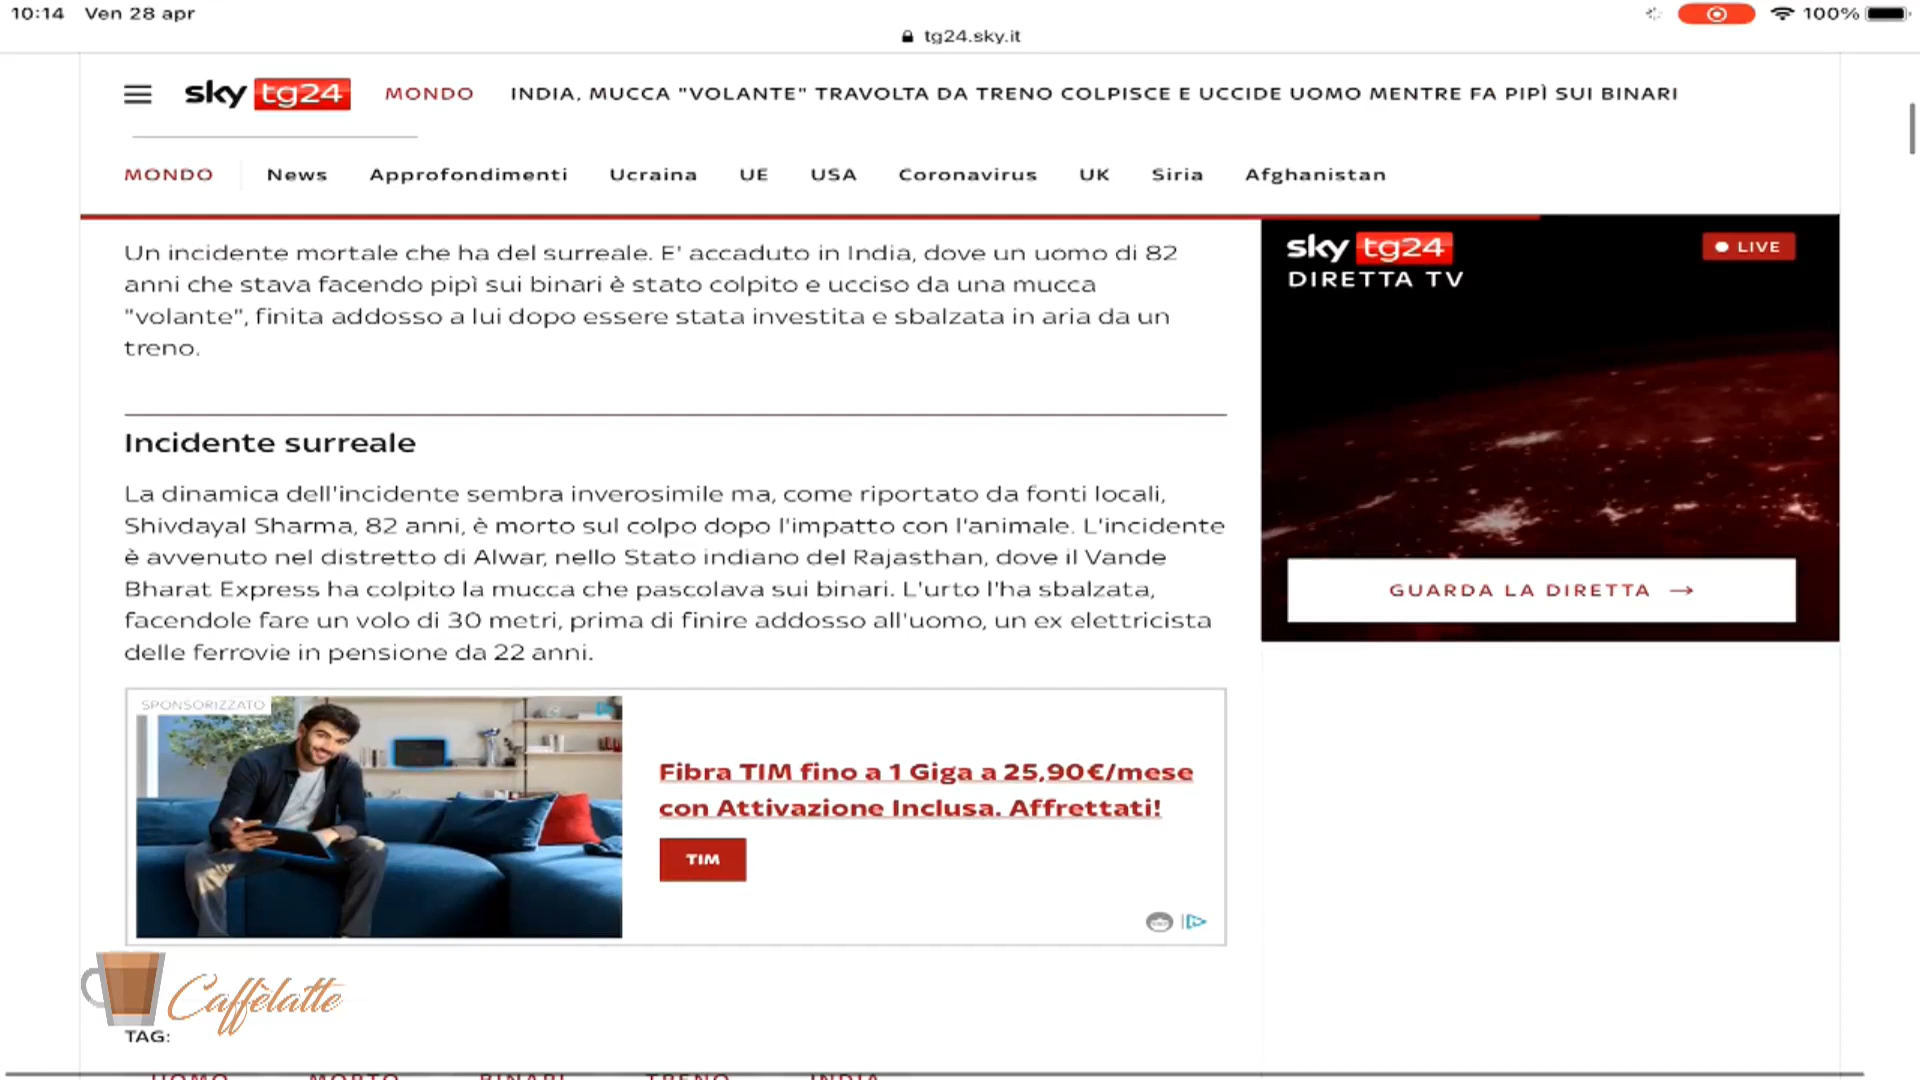 10:14 Ven 28 apr
100%
tg24.sky.it
sky tg24 MONDO INDIA, MUCCA "VOLANTE" TRAVOLTA DA TRENO COLPISCE E UCCIDE UOMO MENTRE FA PIPÌ SUI BINARI
MONDO News Approfondimenti Ucraina UE USA Coronavirus UK Siria Afghanistan
Un incidente mortale che ha del surreale. E' accaduto in India, dove un uomo di 82
anni che stava facendo pipì sui binari è stato colpito e ucciso da una mucca
"volante", finita addosso a lui dopo essere stata investita e sbalzata in aria da un
treno.
sky tg24
LIVE
DIRETTA TV
GUARDA LA DIRETTA →
Incidente surreale
La dinamica dell'incidente sembra inverosimile ma, come riportato da fonti locali,
Shivdayal Sharma, 82 anni, è morto sul colpo dopo l'impatto con l'animale. L'incidente
è avvenuto nel distretto di Alwar, nello Stato indiano del Rajasthan, dove il Vande
Bharat Express ha colpito la mucca che pascolava sui binari. L'urto l'ha sbalzata,
facendole fare un volo di 30 metri, prima di finire addosso all'uomo, un ex elettricista
delle ferrovie in pensione da 22 anni.
SPONSORIZZATO
Fibra TIM fino a 1 Giga a 25,90€/mese
con Attivazione Inclusa. Affrettati!
TIM
Caffèlatte
TAG:
UOMO MORTO BINARI TRENO INDIA